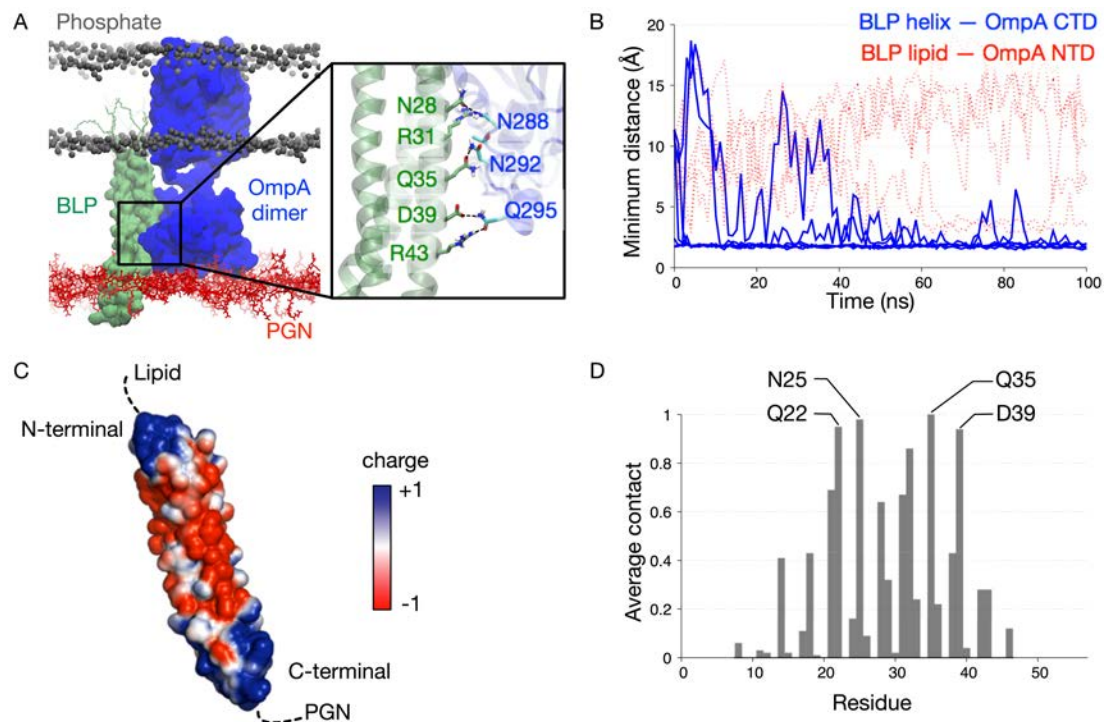 A
Phosphate
BLP
OmpA
dimer
PGN
N28
R31
Q35
D39
R43
N288
N292
Q295
B
BLP helix — OmpA CTD
BLP lipid — OmpA NTD
Minimum distance (Å)
20
15
10
5
0
0 20 40 60 80 100
Time (ns)
C
Lipid
N-terminal
charge
+1
-1
C-terminal
PGN
D
N25
Q22
Q35
D39
Average contact
1
0.8
0.6
0.4
0.2
0
0 10 20 30 40 50
Residue